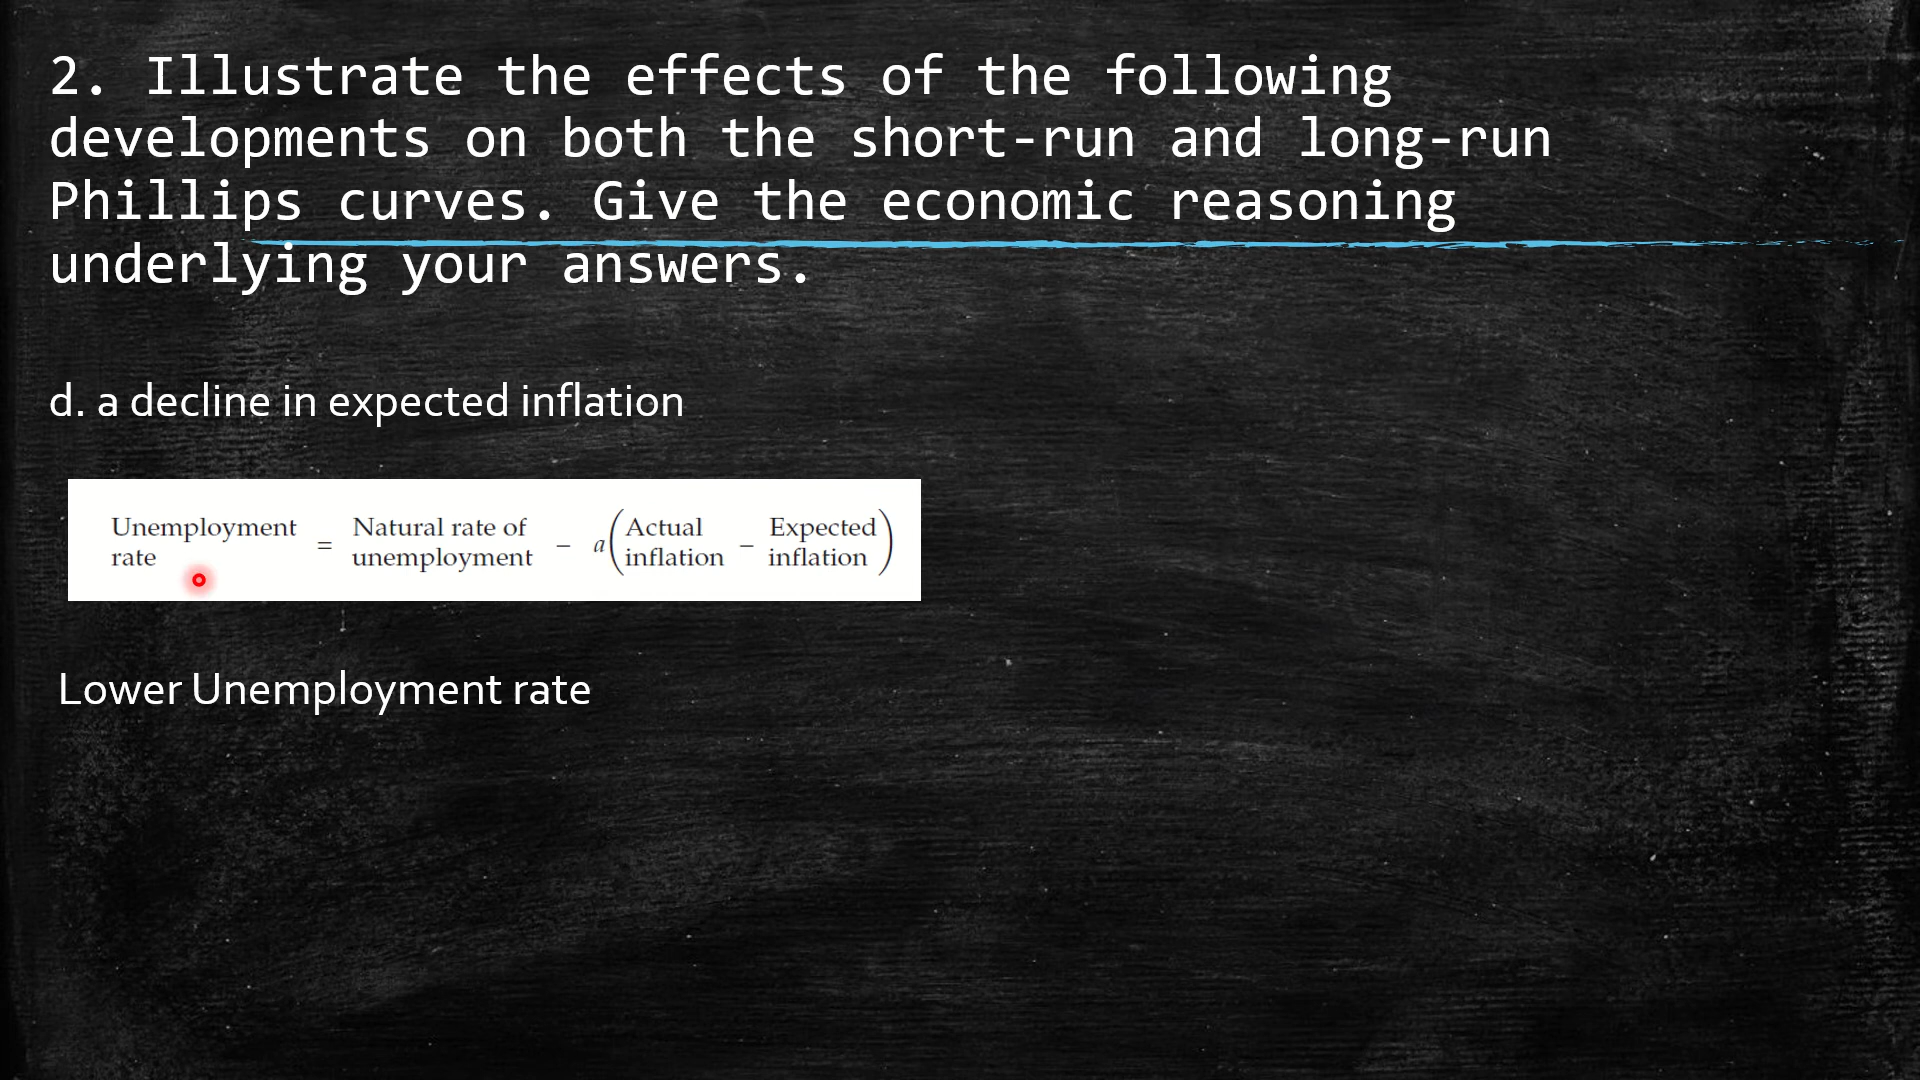 2. Illustrate the effects of the following
developments on both the short-run and long-run
Phillips curves. Give the economic reasoning
underlying your answers.
d. a decline in expected inflation
Unemployment rate = Natural rate of unemployment − a(Actual inflation − Expected inflation)
Lower Unemployment rate